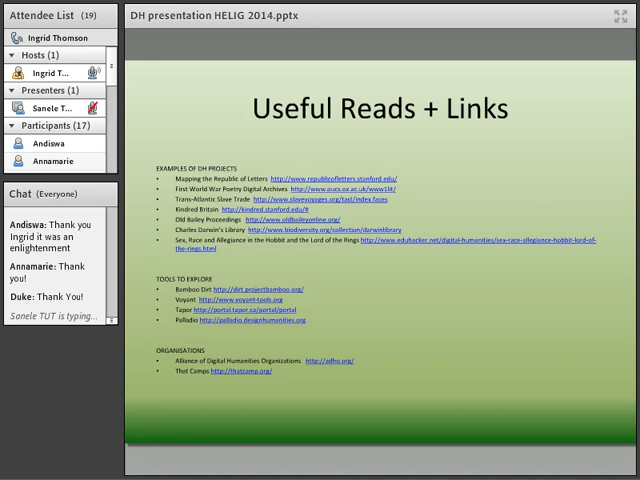 Attendee List (19)
Ingrid Thomson
Hosts (1)
Ingrid T...
Presenters (1)
Sanele T...
Participants (17)
Andiswa
Annamarie
Chat (Everyone)
Andiswa: Thank you
Ingrid it was an
enlightenment
Annamarie: Thank
you!
Duke: Thank You!
Sanele TUT is typing...
DH presentation HELIG 2014.pptx
Useful Reads + Links
EXAMPLES OF DH PROJECTS
• Mapping the Republic of Letters http://www.republicofletters.stanford.edu/
• First World War Poetry Digital Archives http://www.oucs.ox.ac.uk/ww1lit/
• Trans-Atlantic Slave Trade http://www.slavevoyages.org/tast/index.faces
• Kindred Britain http://kindred.stanford.edu/#
• Old Bailey Proceedings http://www.oldbaileyonline.org/
• Charles Darwin's Library http://www.biodiversity.org/collection/darwinlibrary
• Sex, Race and Allegiance in the Hobbit and the Lord of the Rings http://www.eduhacker.net/digital-humanities/sex-race-allegiance-hobbit-lord-of-
the-rings.html
TOOLS TO EXPLORE
• Bamboo Dirt http://dirt.projectbamboo.org/
• Voyant http://www.voyant-tools.org
• Tapor http://portal.tapor.ca/portal/portal
• Palladio http://palladio.designhumanities.org
ORGANISATIONS
• Alliance of Digital Humanities Organizations http://adho.org/
• That Camps http://thatcamp.org/